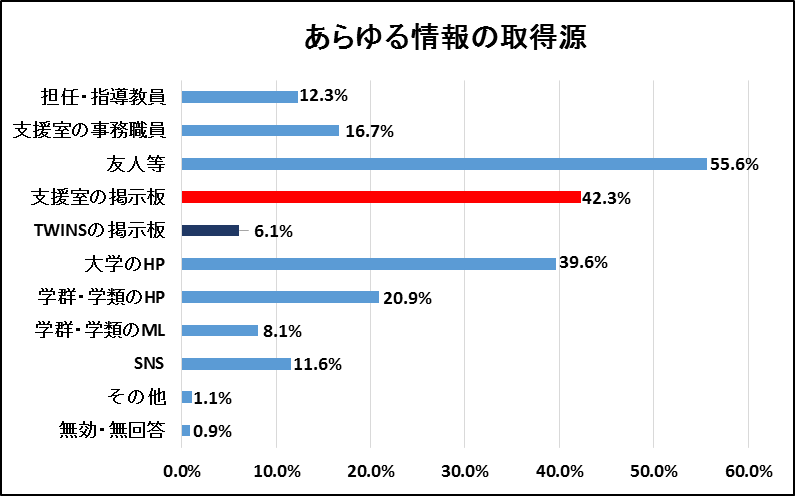 あらゆる情報の取得源
担任・指導教員 12.3%
支援室の事務職員 16.7%
友人等 55.6%
支援室の掲示板 42.3%
TWINSの掲示板 6.1%
大学のHP 39.6%
学群・学類のHP 20.9%
学群・学類のML 8.1%
SNS 11.6%
その他 1.1%
無効・無回答 0.9%
0.0% 10.0% 20.0% 30.0% 40.0% 50.0% 60.0%